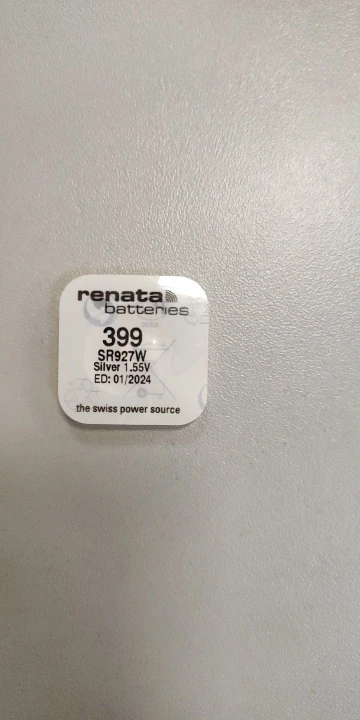 renata
batteries
399
SR927W
Silver 1.55V
ED: 01/2024
the swiss power source